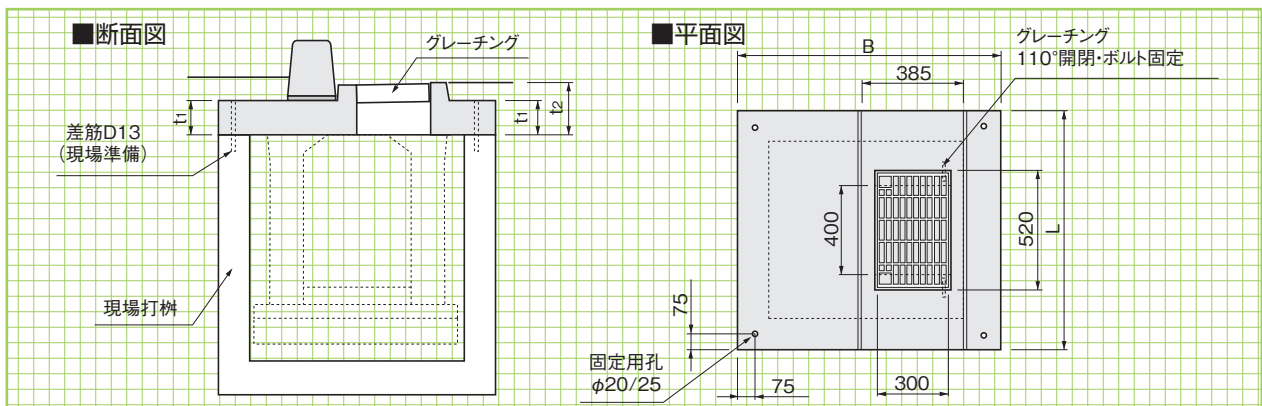 ■断面図
グレーチング
t1
t1
t2
差筋D13
(現場準備)
現場打桝
■平面図
B
385
グレーチング
110°開閉・ボルト固定
400
520
L
75
75
300
固定用孔
φ20/25